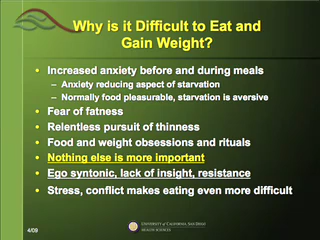 Why is it Difficult to Eat and
Gain Weight?
• Increased anxiety before and during meals
– Anxiety reducing aspect of starvation
– Normally food pleasurable, starvation is aversive
• Fear of fatness
• Relentless pursuit of thinness
• Food and weight obsessions and rituals
• Nothing else is more important
• Ego syntonic, lack of insight, resistance
• Stress, conflict makes eating even more difficult
4/09
UNIVERSITY OF CALIFORNIA, SAN DIEGO
HEALTH SCIENCES